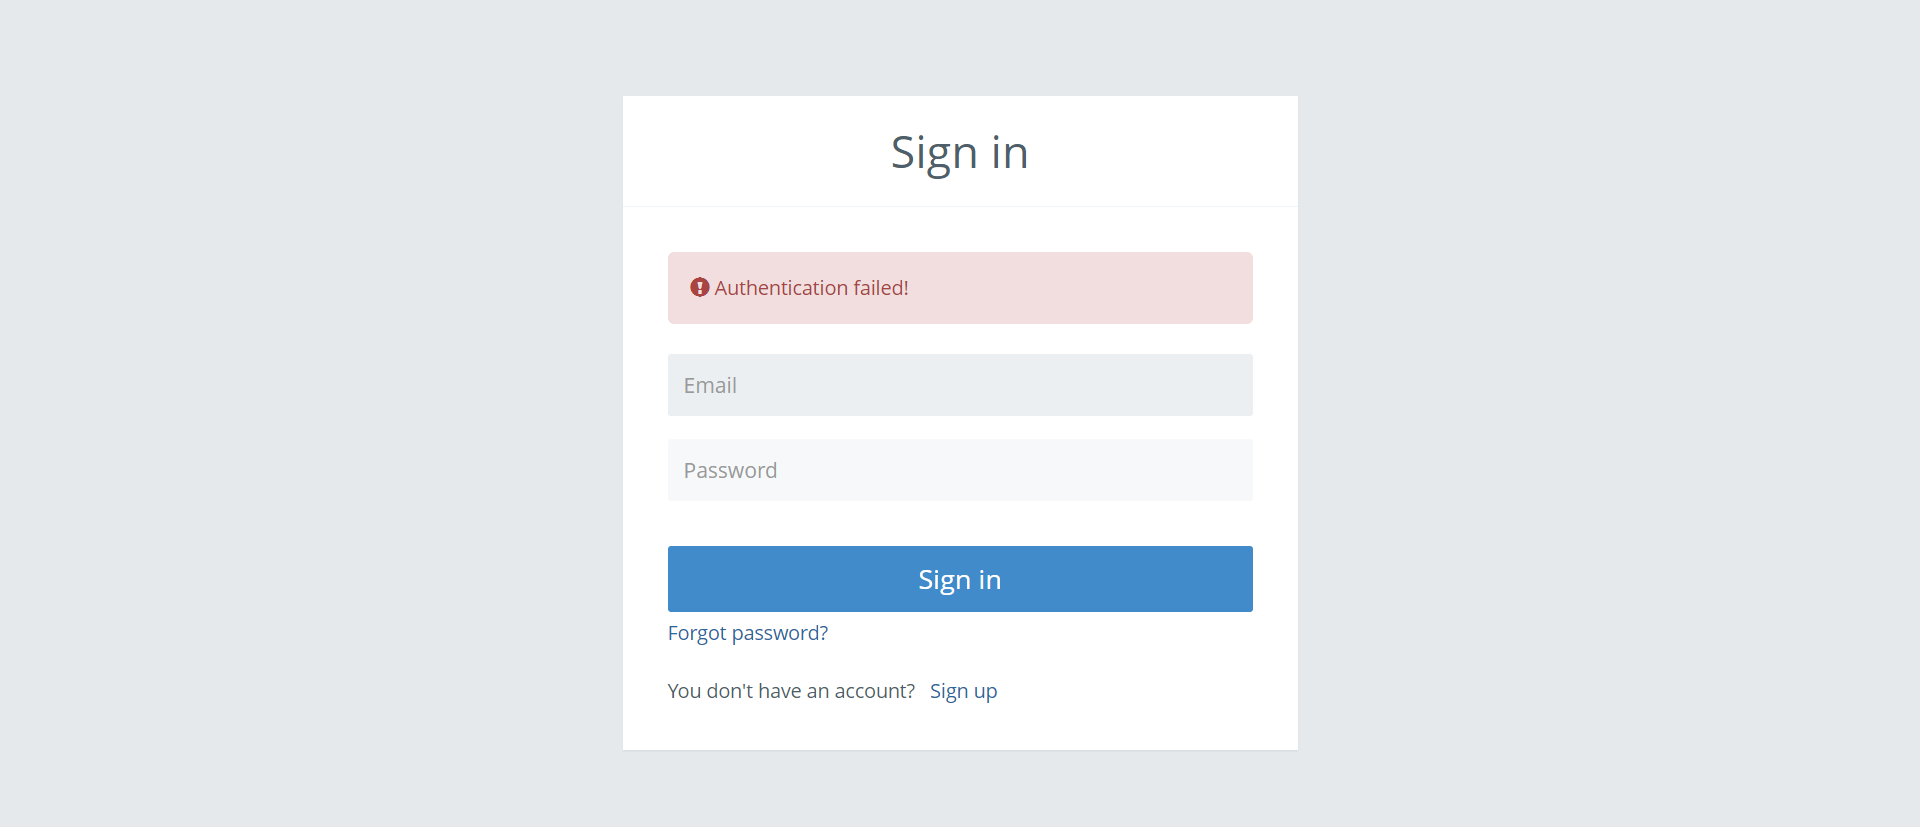 Sign in
Authentication failed!
Email
Password
Sign in
Forgot password?
You don't have an account? Sign up